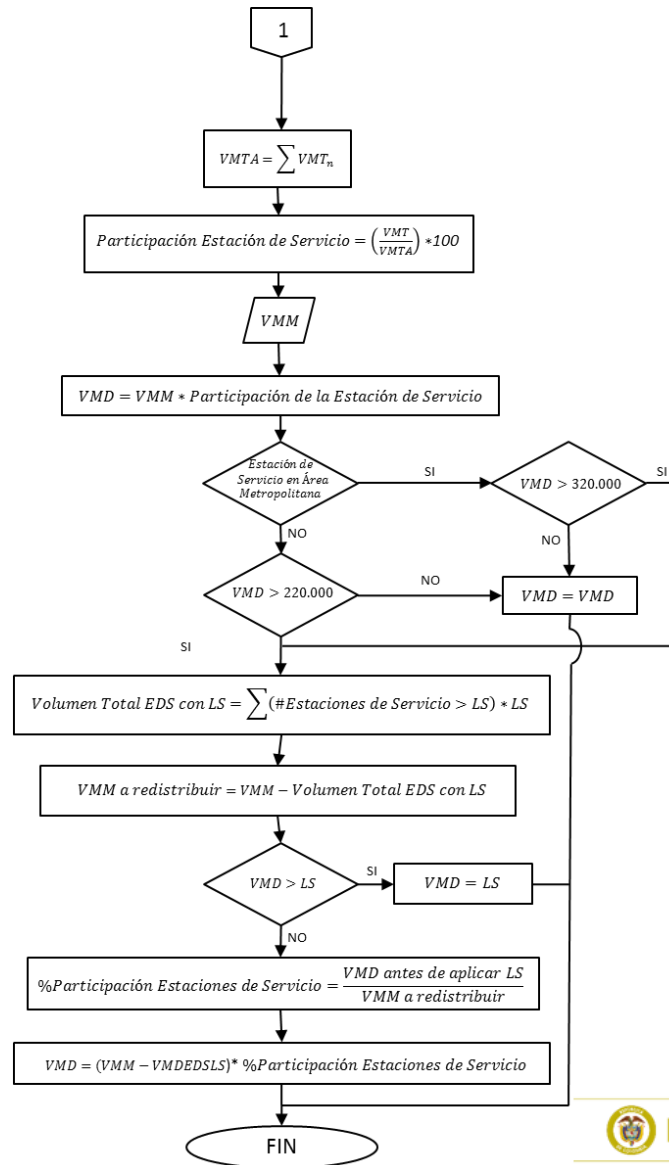 1
VMTA = ∑ VMTₙ
Participación Estación de Servicio = (VMT/VMTA) *100
VMM
VMD = VMM * Participación de la Estación de Servicio
Estación de
Servicio en Área
Metropolitana
SI
VMD > 320.000
SI
NO
NO
VMD > 220.000
NO
VMD = VMD
SI
Volumen Total EDS con LS = ∑(#Estaciones de Servicio > LS) * LS
VMM a redistribuir = VMM − Volumen Total EDS con LS
VMD > LS
SI
VMD = LS
NO
%Participación Estaciones de Servicio = VMD antes de aplicar LS / VMM a redistribuir
VMD = (VMM − VMDEDSLS)* %Participación Estaciones de Servicio
FIN